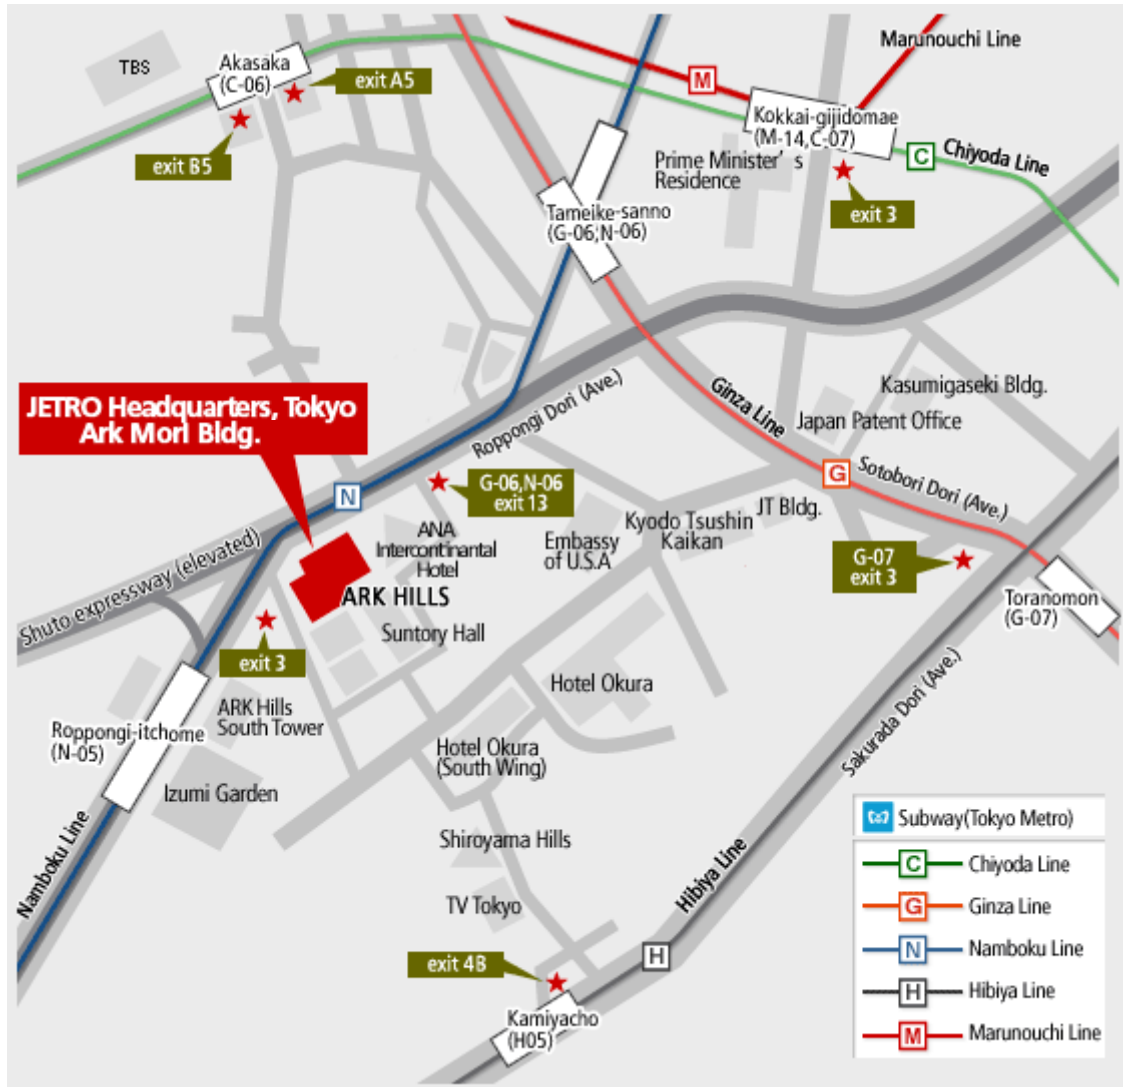 Marunouchi Line
TBS
Akasaka
(C-06)
exit A5
M
Kokkai-gijidomae
(M-14,C-07)
C
Chiyoda Line
exit B5
Prime Minister's
Residence
exit 3
Tameike-sanno
(G-06,N-06)
JETRO Headquarters, Tokyo
Ark Mori Bldg.
Roppongi Dori (Ave.)
Ginza Line
Kasumigaseki Bldg.
Japan Patent Office
G
Sotobori Dori (Ave.)
N
G-06,N-06
exit 13
JT Bldg.
Kyodo Tsushin
Kaikan
ANA
Intercontinantal
Hotel
Embassy
of U.S.A
G-07
exit 3
Shuto expressway (elevated)
ARK HILLS
Toranomon
(G-07)
Suntory Hall
exit 3
Hotel Okura
Sakurada Dori (Ave.)
ARK Hills
South Tower
Roppongi-itchome
(N-05)
Hotel Okura
(South Wing)
Izumi Garden
Shiroyama Hills
Namboku Line
Hibiya Line
TV Tokyo
exit 4B
H
Kamiyacho
(H05)
Subway(Tokyo Metro)
C Chiyoda Line
G Ginza Line
N Namboku Line
H Hibiya Line
M Marunouchi Line